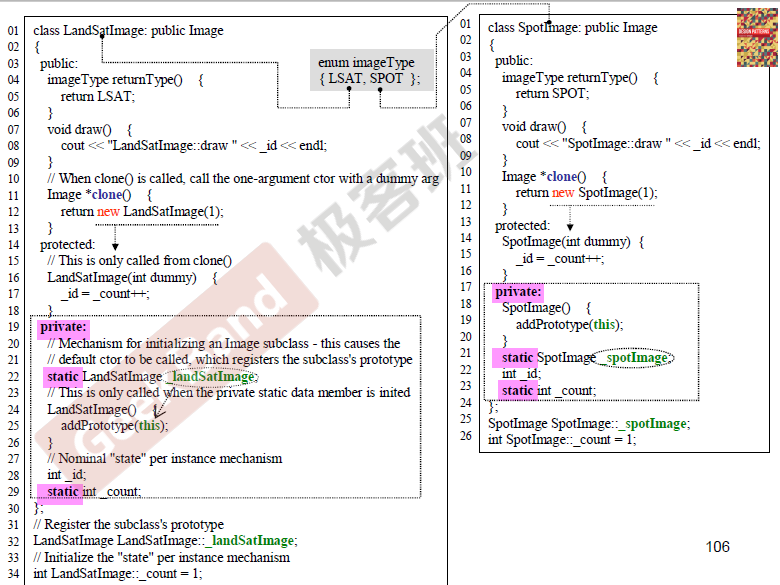 01 class LandSatImage: public Image
02 {
03 public:
04 imageType returnType() {
05 return LSAT;
06 }
07 void draw() {
08 cout << "LandSatImage::draw " << _id << endl;
09 }
10 // When clone() is called, call the one-argument ctor with a dummy arg
11 Image *clone() {
12 return new LandSatImage(1);
13 }
14 protected:
15 // This is only called from clone()
16 LandSatImage(int dummy) {
17 _id = _count++;
18 }
19 private:
20 // Mechanism for initializing an Image subclass - this causes the
21 // default ctor to be called, which registers the subclass's prototype
22 static LandSatImage _landSatImage;
23 // This is only called when the private static data member is inited
24 LandSatImage() {
25 addPrototype(this);
26 }
27 // Nominal "state" per instance mechanism
28 int _id;
29 static int _count;
30 };
31 // Register the subclass's prototype
32 LandSatImage LandSatImage::_landSatImage;
33 // Initialize the "state" per instance mechanism
34 int LandSatImage::_count = 1;
enum imageType
{ LSAT, SPOT };
01 class SpotImage: public Image
02 {
03 public:
04 imageType returnType() {
05 return SPOT;
06 }
07 void draw() {
08 cout << "SpotImage::draw " << _id << endl;
09 }
10 Image *clone() {
11 return new SpotImage(1);
12 }
13 protected:
14 SpotImage(int dummy) {
15 _id = _count++;
16 }
17 private:
18 SpotImage() {
19 addPrototype(this);
20 }
21 static SpotImage _spotImage;
22 int _id;
23 static int _count;
24 };
25 SpotImage SpotImage::_spotImage;
26 int SpotImage::_count = 1;
DESIGN PATTERNS
极客班
106